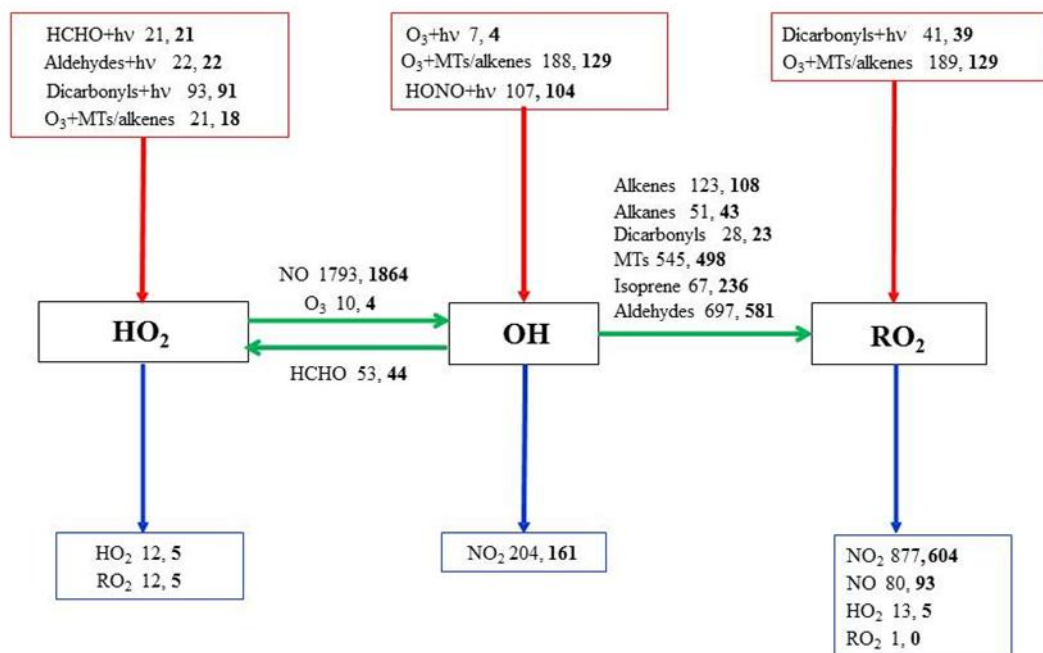 HCHO+hν 21, 21
Aldehydes+hν 22, 22
Dicarbonyls+hν 93, 91
O₃+MTs/alkenes 21, 18
O₃+hν 7, 4
O₃+MTs/alkenes 188, 129
HONO+hν 107, 104
Dicarbonyls+hν 41, 39
O₃+MTs/alkenes 189, 129
Alkenes 123, 108
Alkanes 51, 43
Dicarbonyls 28, 23
MTs 545, 498
Isoprene 67, 236
Aldehydes 697, 581
NO 1793, 1864
O₃ 10, 4
HO₂
OH
RO₂
HCHO 53, 44
HO₂ 12, 5
RO₂ 12, 5
NO₂ 204, 161
NO₂ 877, 604
NO 80, 93
HO₂ 13, 5
RO₂ 1, 0